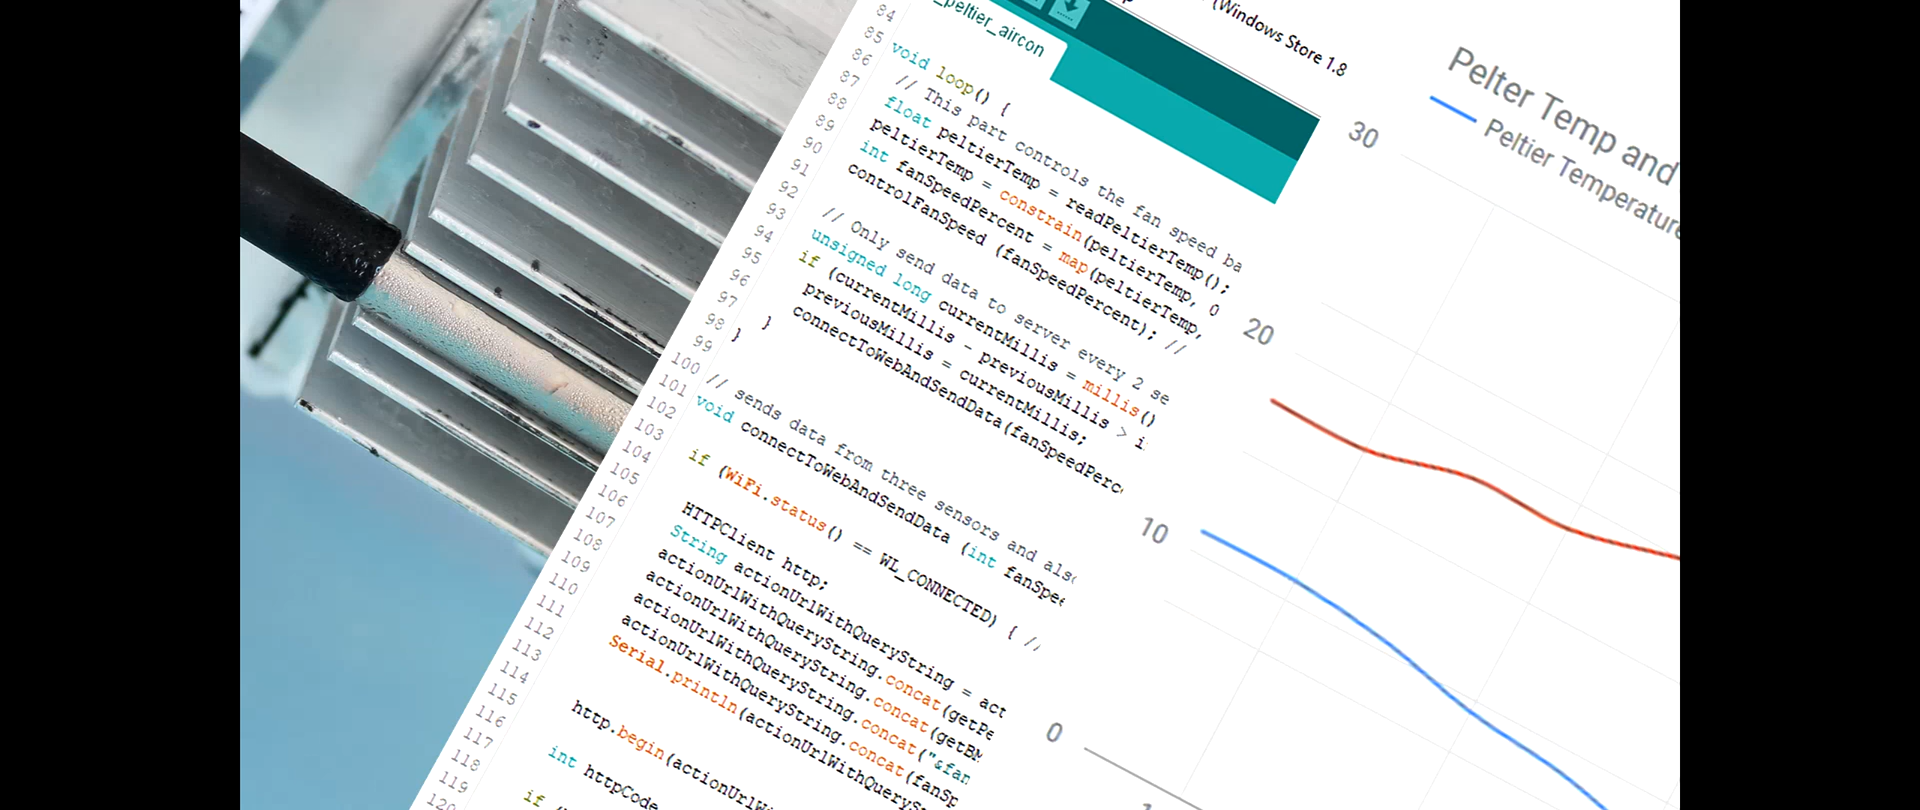 (Windows Store 1.8
_peltier_aircon
84
85
86 void loop() {
87 // This part controls the fan speed ba
88 float peltierTemp = readPeltierTemp();
89 peltierTemp = constrain(peltierTemp, 0
90 int fanSpeedPercent = map(peltierTemp,
91 controlFanSpeed (fanSpeedPercent); //
92
93 // Only send data to server every 2 se
94 unsigned long currentMillis = millis()
95 if (currentMillis - previousMillis > i
96 previousMillis = currentMillis;
97 connectToWebAndSendData(fanSpeedPerc
98 }
99 }
100
101 // sends data from three sensors and also
102 void connectToWebAndSendData (int fanSpee
103
104 if (WiFi.status() == WL_CONNECTED) { //
105
106 HTTPClient http;
107 String actionUrlWithQueryString = act
108 actionUrlWithQueryString.concat(getPe
109 actionUrlWithQueryString.concat(getBM
110 actionUrlWithQueryString.concat("&fan
111 actionUrlWithQueryString.concat(fanSp
112 Serial.println(actionUrlWithQueryS
113
114
115 http.begin(actionUrlWi
116
117 int httpCode
118
119 if
120
Pelter Temp and
Peltier Temperature
30
20
10
0
1